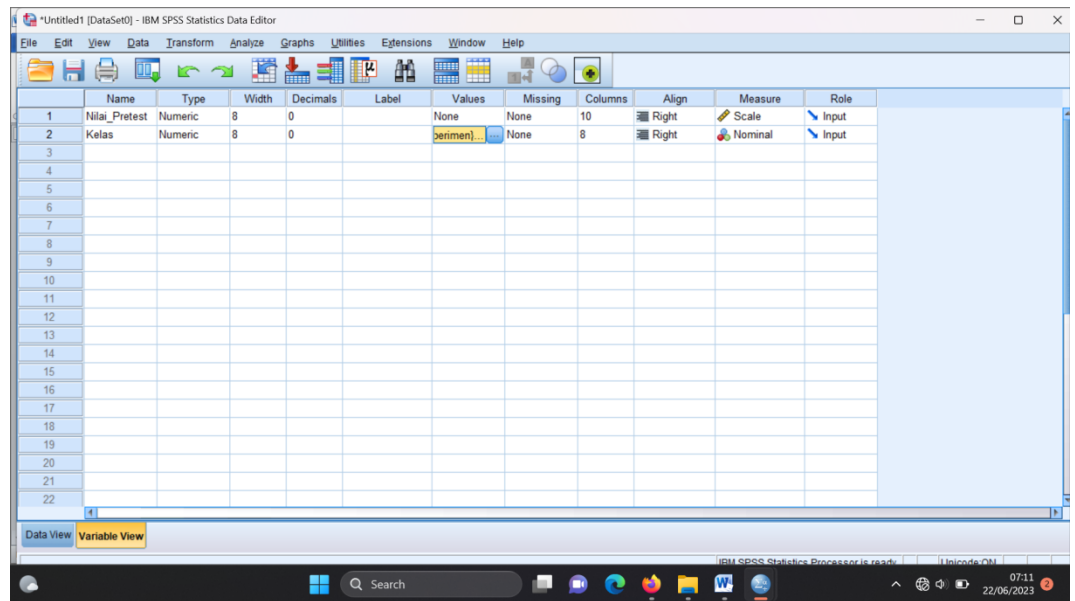 *Untitled1 [DataSet0] - IBM SPSS Statistics Data Editor
File Edit View Data Transform Analyze Graphs Utilities Extensions Window Help
Name Type Width Decimals Label Values Missing Columns Align Measure Role
1 Nilai_Pretest Numeric 8 0 None None 10 Right Scale Input
2 Kelas Numeric 8 0 perimen}... ... None 8 Right Nominal Input
3
4
5
6
7
8
9
10
11
12
13
14
15
16
17
18
19
20
21
22
Data View Variable View
IBM SPSS Statistics Processor is ready Unicode:ON
Search 07:11
22/06/2023 2